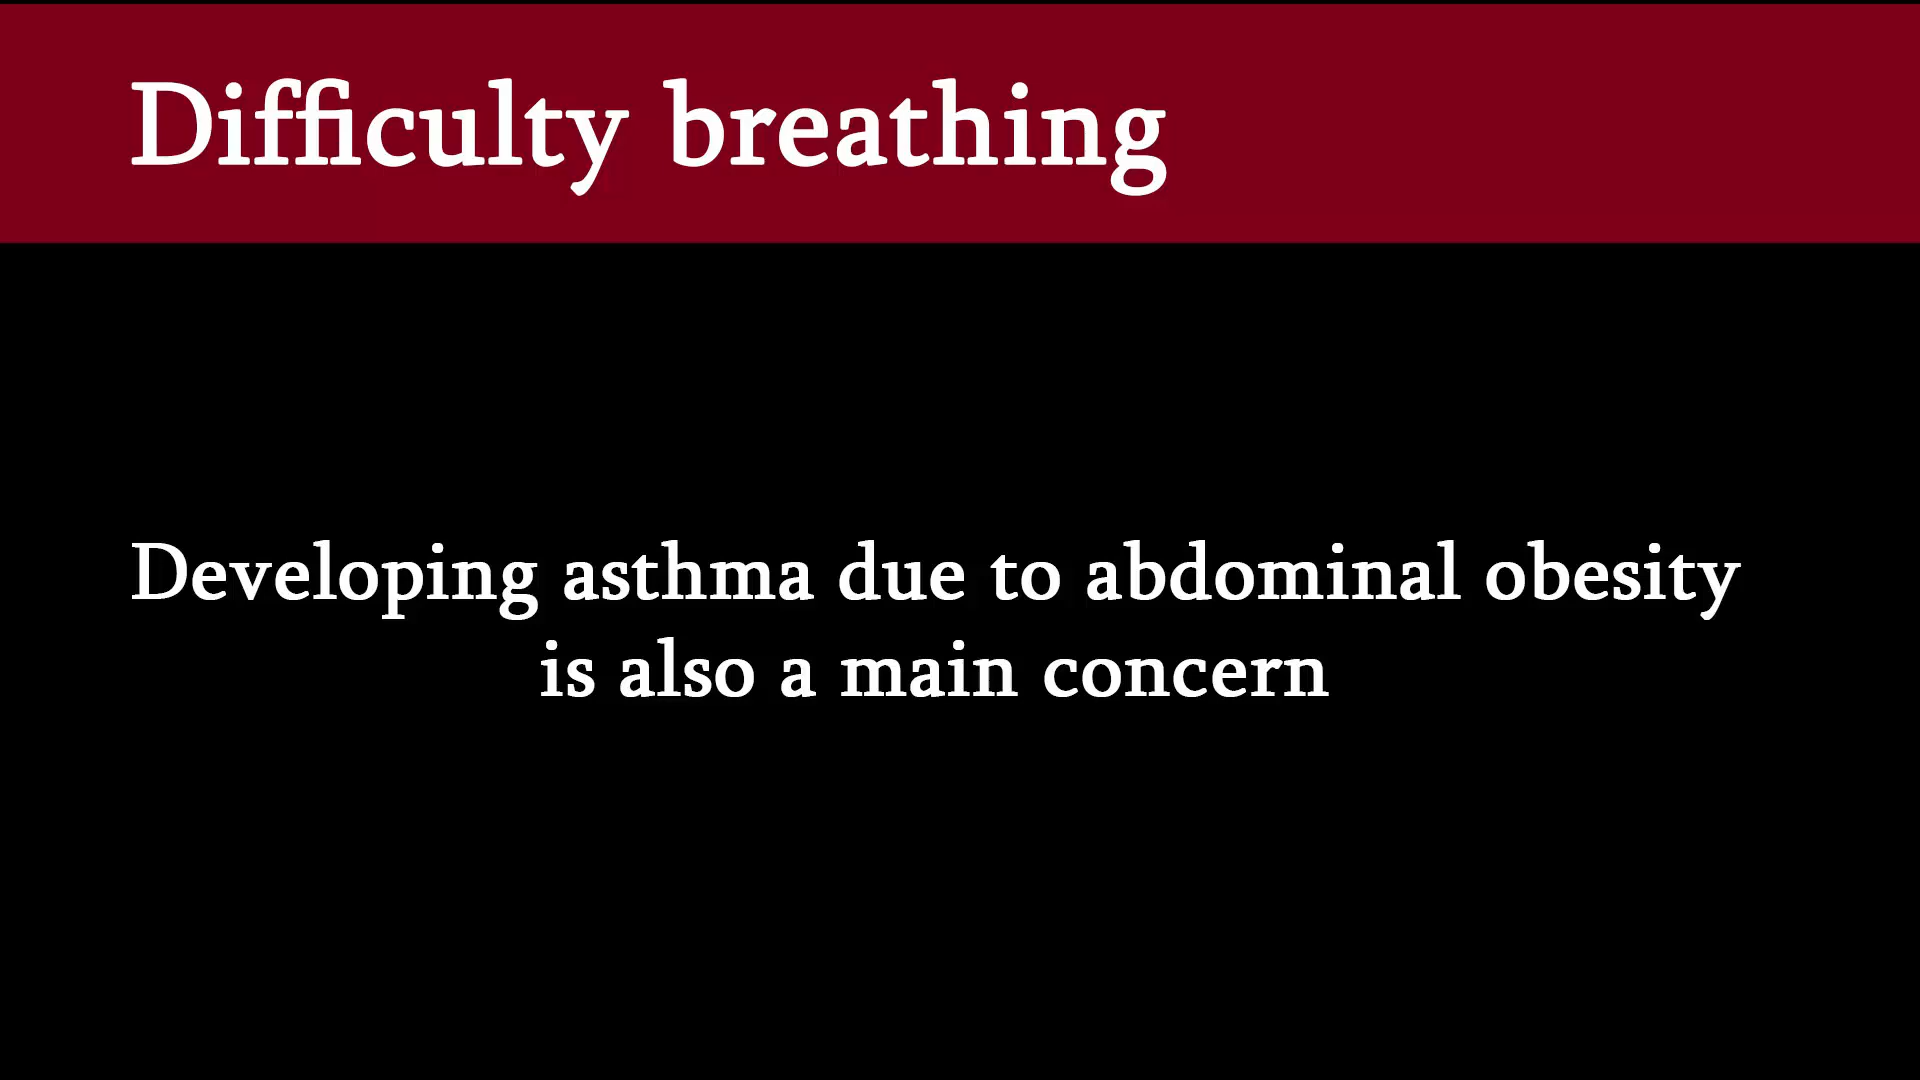 Difficulty breathing
Developing asthma due to abdominal obesity
is also a main concern